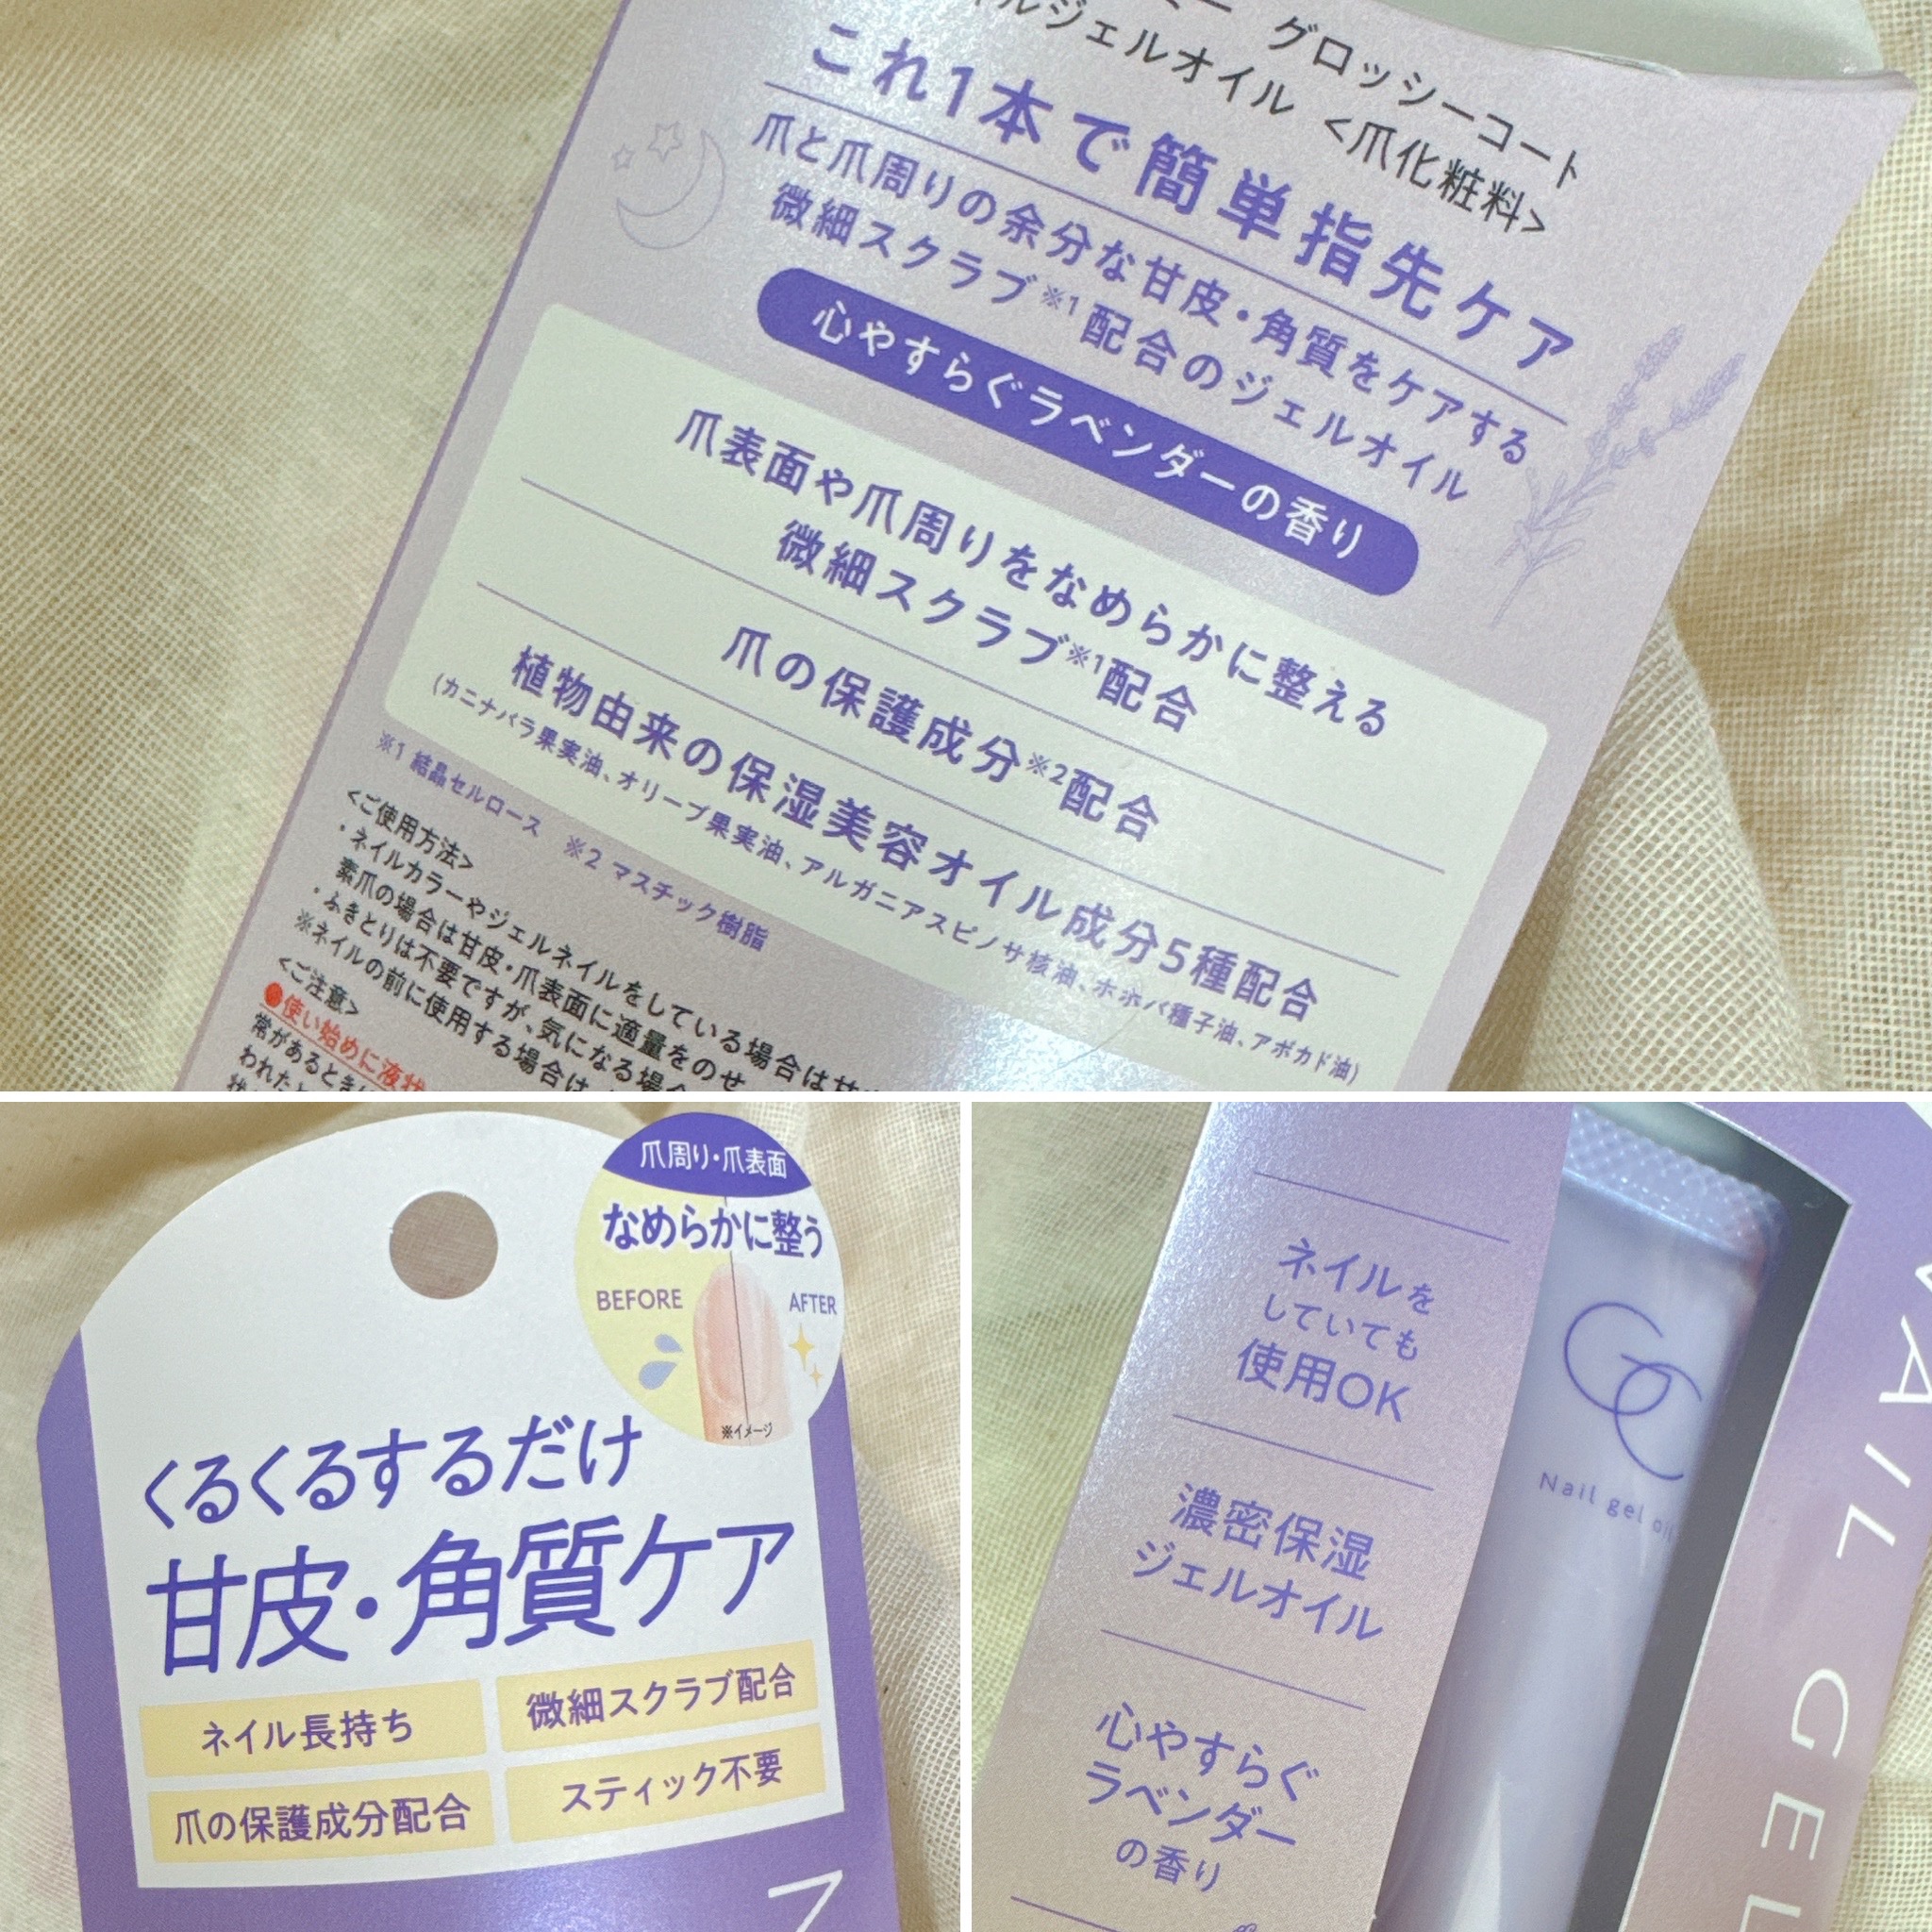 グロッシーコート
ルジェルオイル <爪化粧料>
これ1本で簡単指先ケア
爪と爪周りの余分な甘皮・角質をケアする
微細スクラブ※1配合のジェルオイル
心やすらぐラベンダーの香り
爪表面や爪周りをなめらかに整える
微細スクラブ※1配合
爪の保護成分※2配合
植物由来の保湿美容オイル成分5種配合
(カニナバラ果実油、オリーブ果実油、アルガニアスピノサ核油、ホホバ種子油、アボカド油)
※1 結晶セルロース ※2 マスチック樹脂
<ご使用方法>
・ネイルカラーやジェルネイルをしている場合は甘
素爪の場合は甘皮・爪表面に適量をのせ
・ふきとりは不要ですが、気になる場合
※ネイルの前に使用する場合は
<ご注意>
●使い始めに液状
常があるときに
われたと
爪周り・爪表面
なめらかに整う
BEFORE
AFTER
※イメージ
くるくるするだけ
甘皮・角質ケア
ネイル長持ち
微細スクラブ配合
爪の保護成分配合
スティック不要
N
ネイルを
していても
使用OK
濃密保湿
ジェルオイル
心やすらぐ
ラベンダー
の香り
GC
Nail gel oil
NAIL GEL